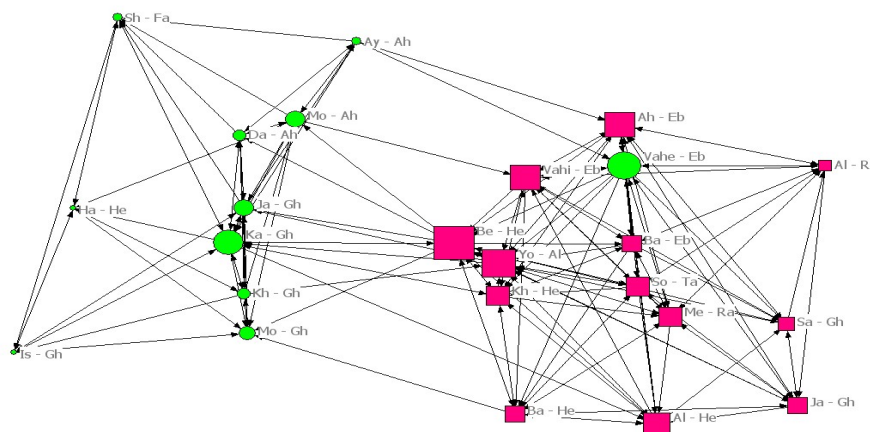 Sh - Fa
Ay - Ah
Mo - Ah
Ah - Eb
Da - Ah
Vahe - Eb
Al - R
Vahi - Eb
Ha - He
Ja - Gh
Be - He
Ka - Gh
Ba - Eb
Yo - Al
So - Ta
Kh - Gh
Kh - He
Me - Ra
Sa - Gh
Mo - Gh
Is - Gh
Ja - Gh
Ba - He
Al - He